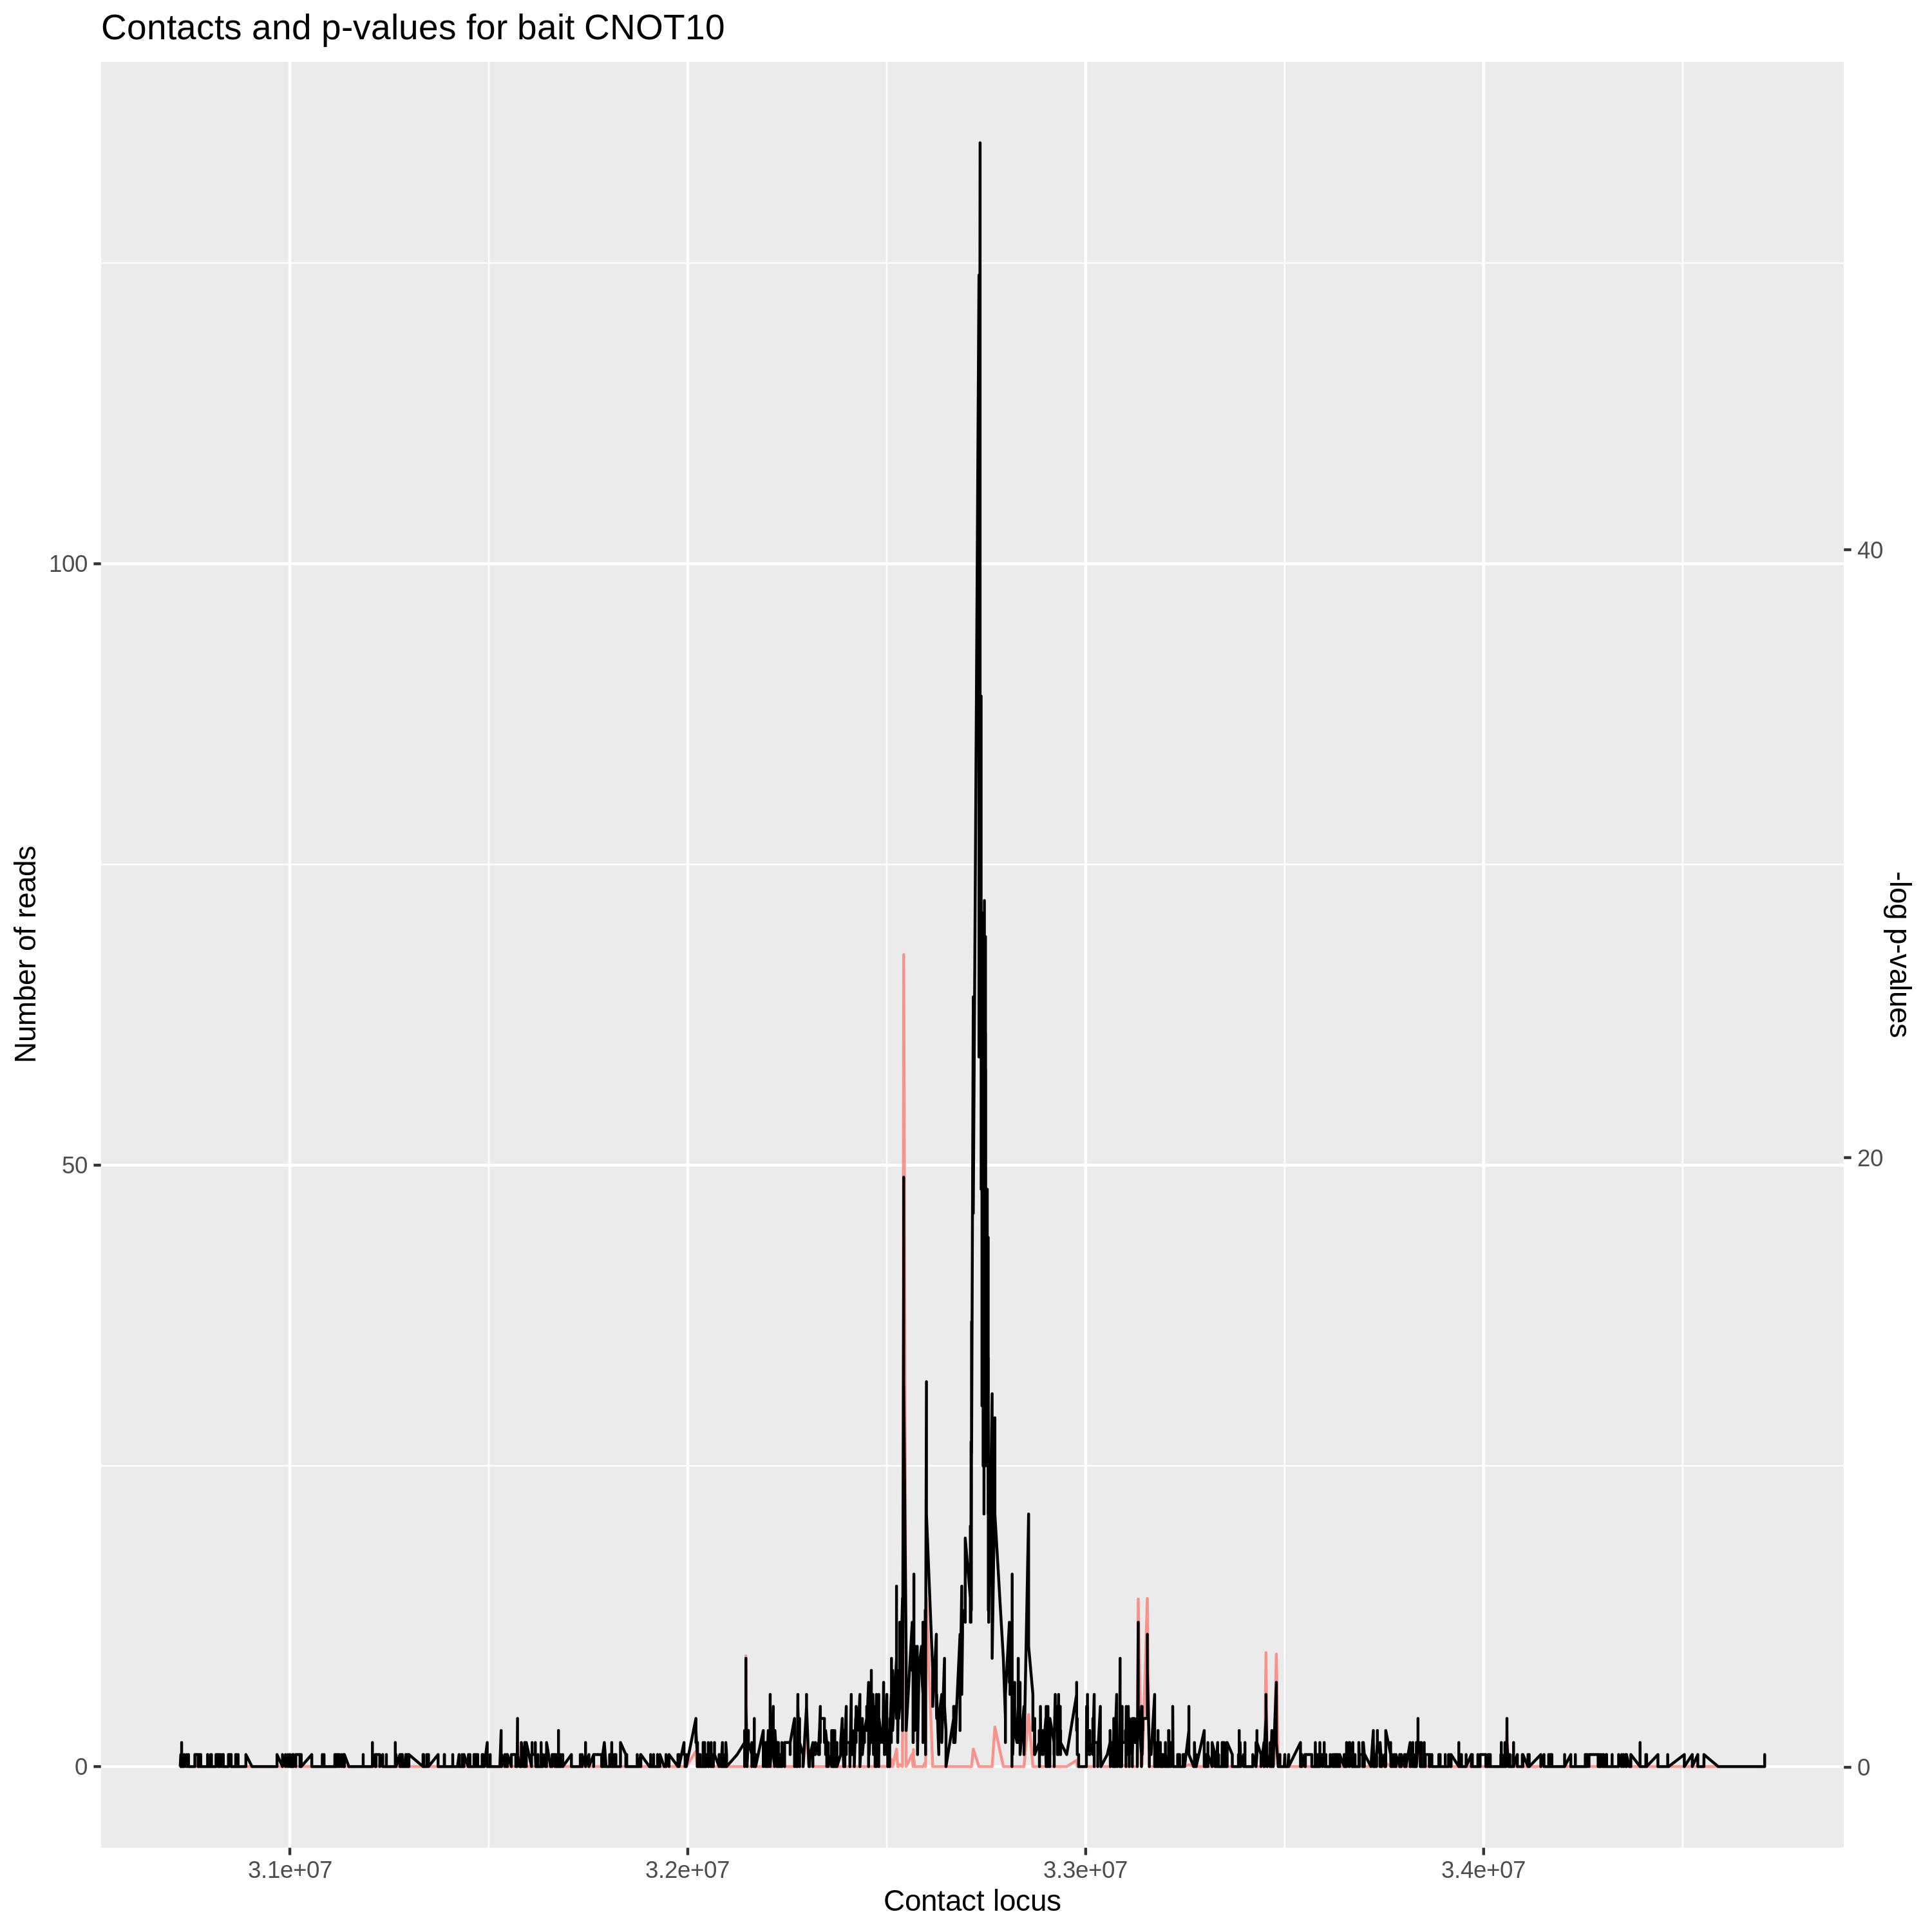 Contacts and p-values for bait CNOT10
Number of reads
100
50
0
40
20
0
-log p-values
3.1e+07
3.2e+07
3.3e+07
3.4e+07
Contact locus